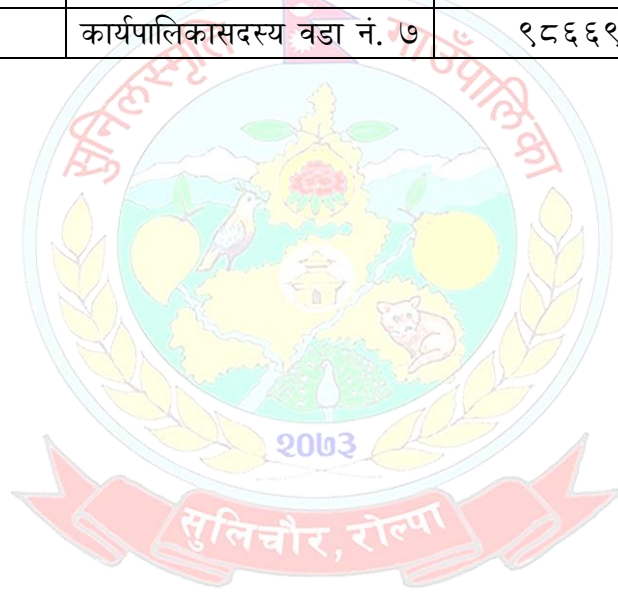 कार्यपालिकासदस्य वडा नं. ७ ९८६६९
सुनिलस्मृति गाउँपालिका
२०७३
सुलिचौर, रोल्पा